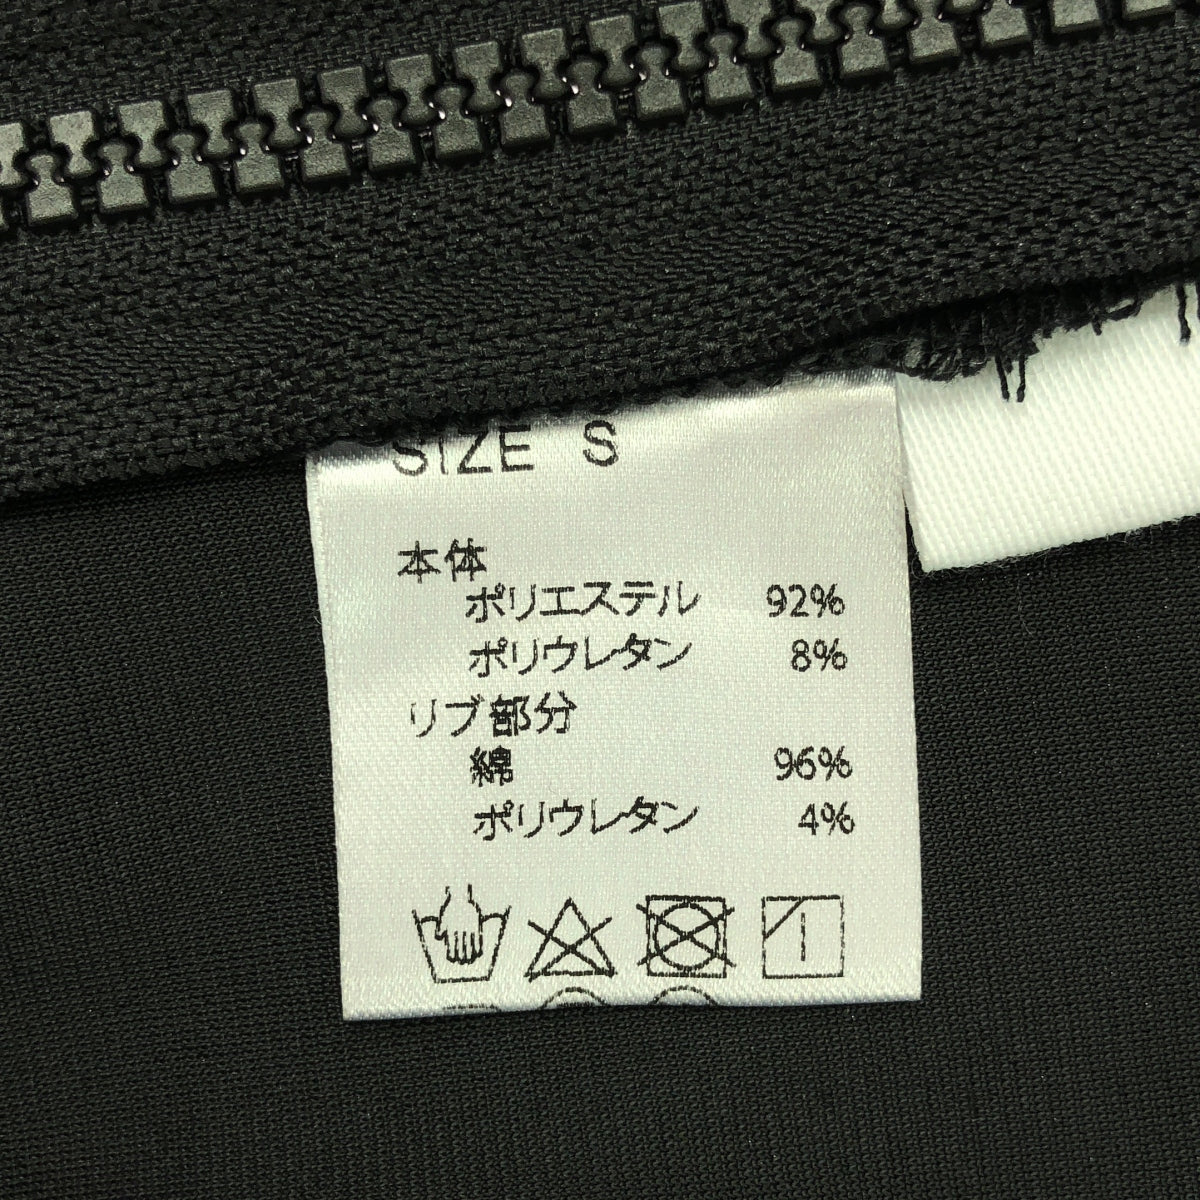 SIZE S
本体
ポリエステル 92%
ポリウレタン 8%
リブ部分
綿 96%
ポリウレタン 4%